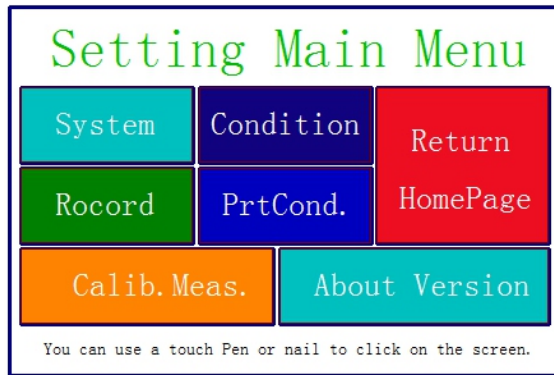 Setting Main Menu
System
Condition
Return
HomePage
Rocord
PrtCond.
Calib.Meas.
About Version
You can use a touch Pen or nail to click on the screen.